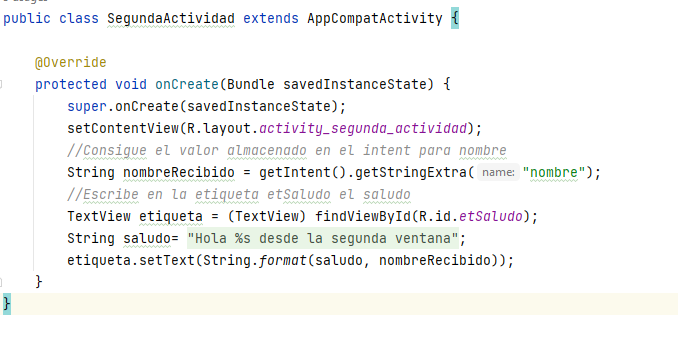 public class SegundaActividad extends AppCompatActivity {
@Override
protected void onCreate(Bundle savedInstanceState) {
super.onCreate(savedInstanceState);
setContentView(R.layout.activity_segunda_actividad);
//Consigue el valor almacenado en el intent para nombre
String nombreRecibido = getIntent().getStringExtra( name: "nombre");
//Escribe en la etiqueta etSaludo el saludo
TextView etiqueta = (TextView) findViewById(R.id.etSaludo);
String saludo= "Hola %s desde la segunda ventana";
etiqueta.setText(String.format(saludo, nombreRecibido));
}
}